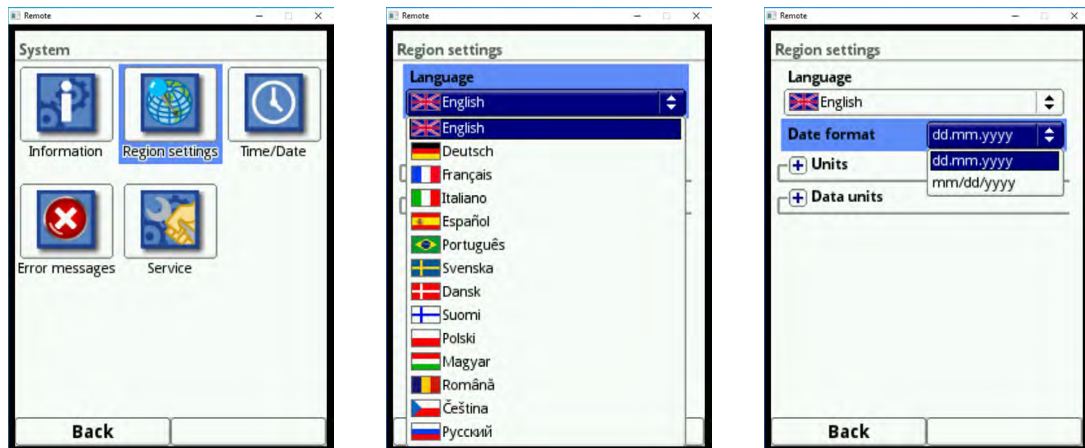 Remote
System
Information
Region settings
Time/Date
Error messages
Service
Back
Remote
Region settings
Language
English
English
Deutsch
Français
Italiano
Español
Português
Svenska
Dansk
Suomi
Polski
Magyar
Română
Čeština
Русский
Remote
Region settings
Language
English
Date format dd.mm.yyyy
dd.mm.yyyy
Units
mm/dd/yyyy
Data units
Back